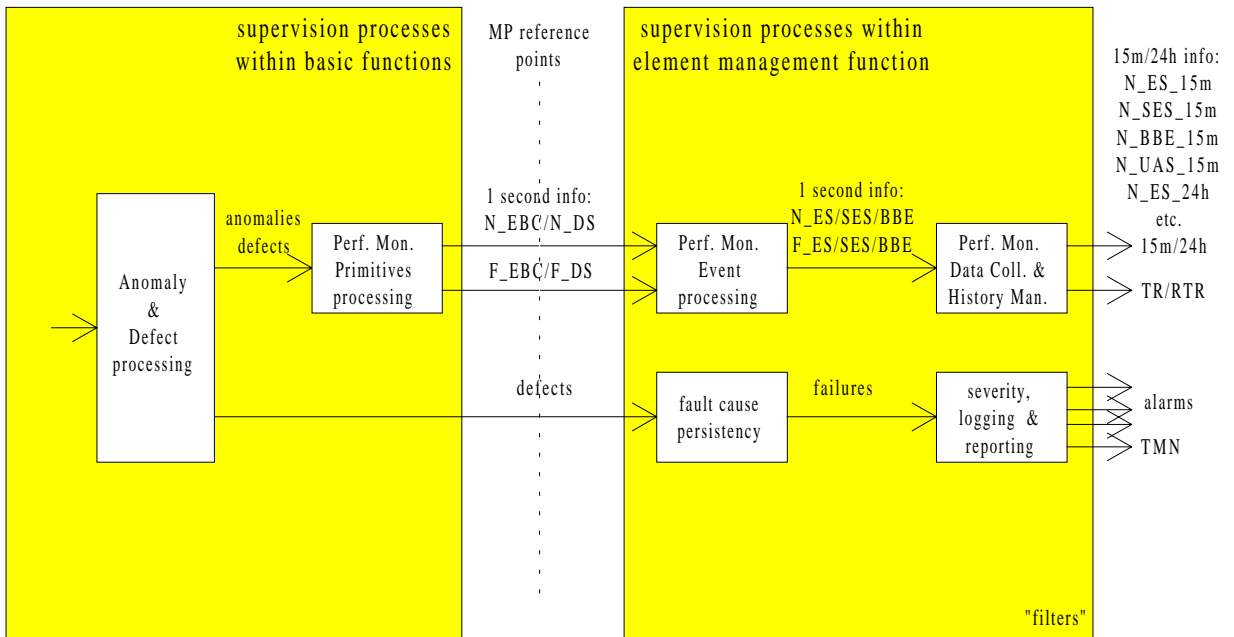 supervision processes
within basic functions
MP reference
points
supervision processes within
element management function
15m/24h info:
N_ES_15m
N_SES_15m
N_BBE_15m
N_UAS_15m
N_ES_24h
etc.
15m/24h
TR/RTR
anomalies
defects
1 second info:
N_EBC/N_DS
F_EBC/F_DS
1 second info:
N_ES/SES/BBE
F_ES/SES/BBE
Anomaly
&
Defect
processing
Perf. Mon.
Primitives
processing
Perf. Mon.
Event
processing
Perf. Mon.
Data Coll. &
History Man.
defects
fault cause
persistency
failures
severity,
logging &
reporting
alarms
TMN
"filters"